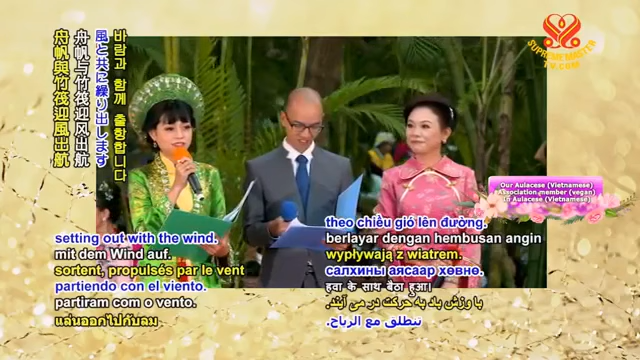 바람과 함께 출항합니다
風と共に繰り出します
舟帆与竹筏迎风出航
舟帆與竹筏迎風出航
SUPREME MASTER
TV.COM
Our Aulacese (Vietnamese)
Association member (vegan)
In Aulacese (Vietnamese)
setting out with the wind.
mit dem Wind auf.
sortent, propulsés par le vent
partiendo con el viento.
partiram com o vento.
แล่นออกไปกับลม
theo chiều gió lên đường.
berlayar dengan hembusan angin
wypływają z wiatrem.
салхины аясаар хөвнө.
हवा के साथ बैठा हुआ।
با وزش باد به حرکت در می آیند.
تنطلق مع الرياح.